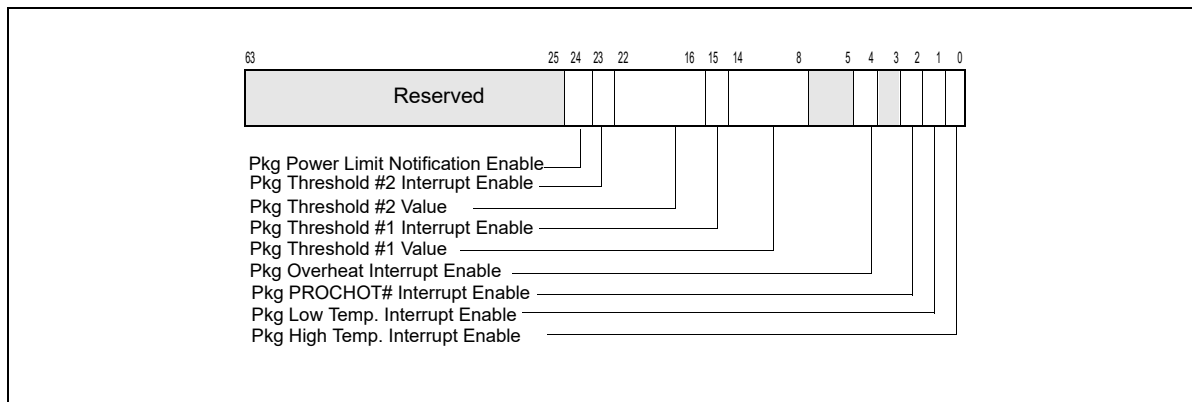 63 25 24 23 22 16 15 14 8 5 4 3 2 1 0
Reserved
Pkg Power Limit Notification Enable
Pkg Threshold #2 Interrupt Enable
Pkg Threshold #2 Value
Pkg Threshold #1 Interrupt Enable
Pkg Threshold #1 Value
Pkg Overheat Interrupt Enable
Pkg PROCHOT# Interrupt Enable
Pkg Low Temp. Interrupt Enable
Pkg High Temp. Interrupt Enable